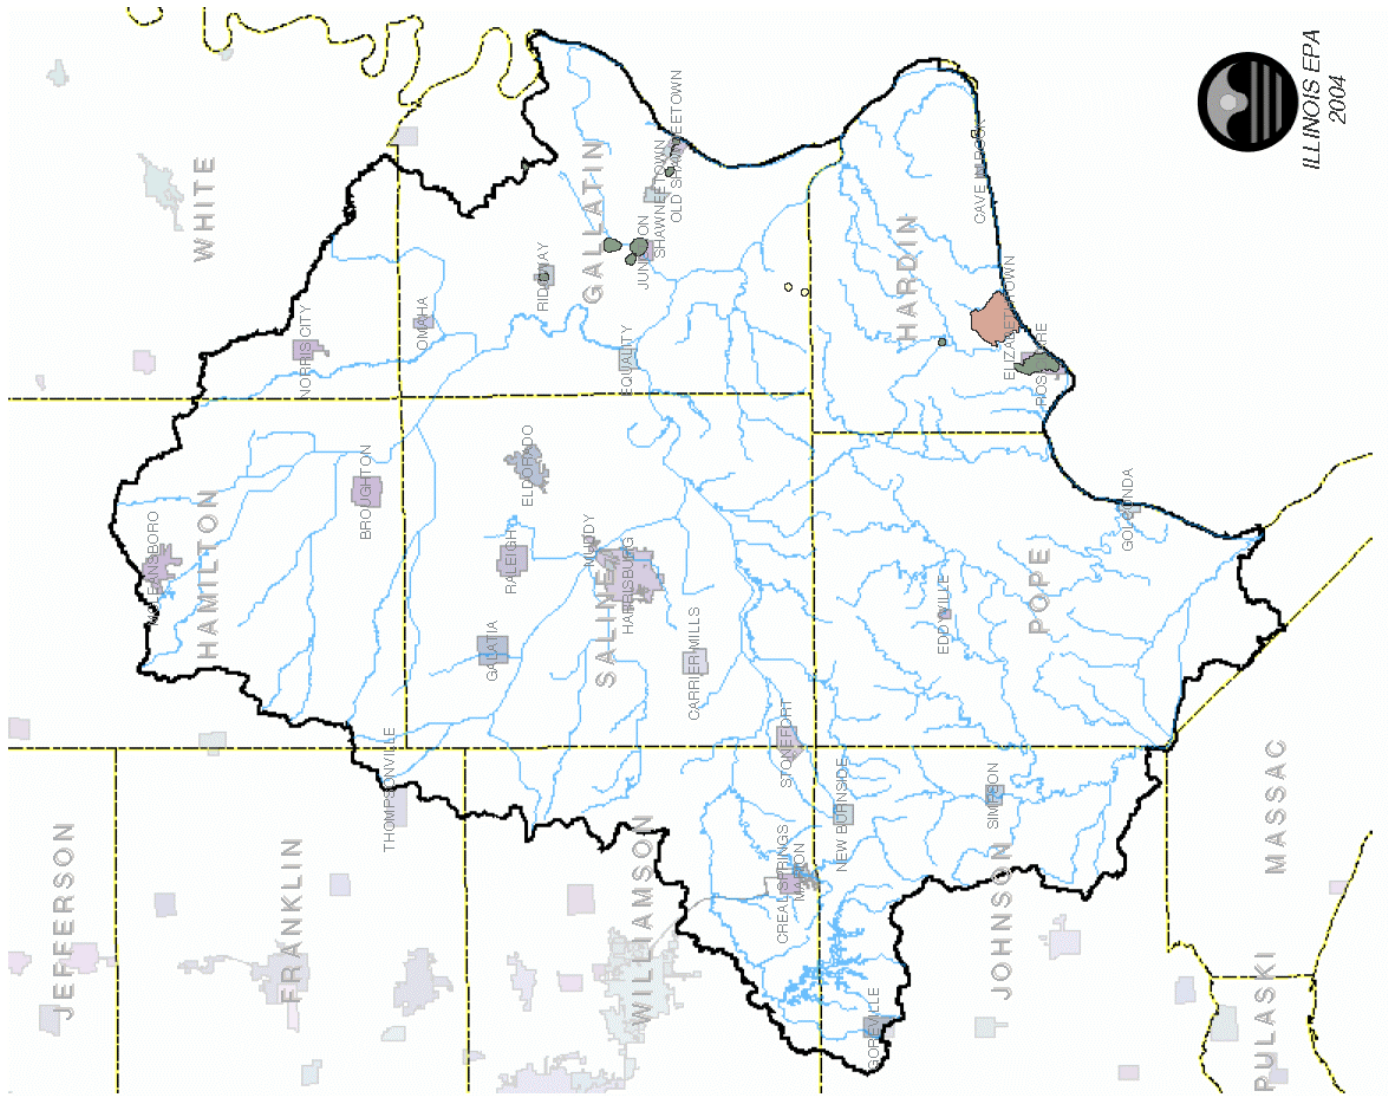 ILLINOIS EPA
2004
WHITE
GALLATIN
OLD SHAWNEETOWN
SHAWNEETOWN
JUNCTION
RIDGWAY
CAVE IN ROCK
HARDIN
NORRIS CITY
OMAHA
EQUALITY
ELIZABETHTOWN
ROSICLARE
BROUGHTON
ELDORADO
HAMILTON
MCLEANSBORO
RALEIGH
MUDDY
HARRISBURG
SALINE
GALATIA
CARRIER MILLS
EDDYVILLE
POPE
GOLCONDA
THOMPSONVILLE
STONEFORT
NEW BURNSIDE
SIMPSON
CREAL SPRINGS
MARION
JEFFERSON
FRANKLIN
WILLIAMSON
JOHNSON
MASSAC
GOREVILLE
PULASKI